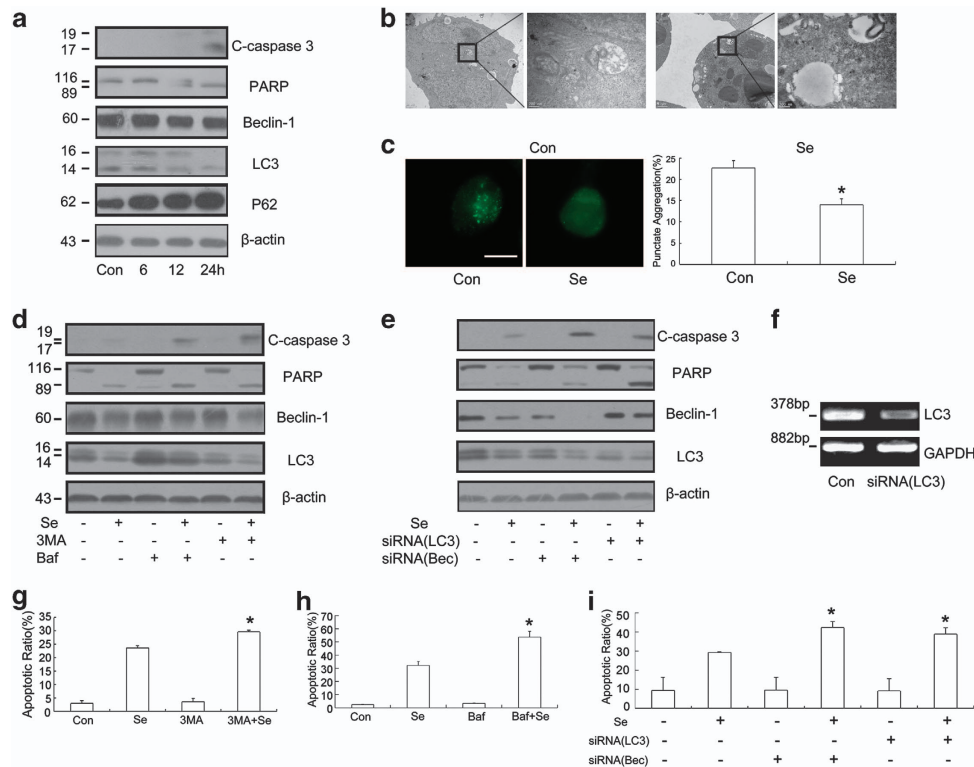 a
19
17
C-caspase 3
116
89
PARP
60
Beclin-1
16
14
LC3
62
P62
43
β-actin
Con 6 12 24h
b
Con Se
c
Con Se
Punctate Aggregation(%)
25
20
15
10
5
0
*
Con Se
d
19
17
C-caspase 3
116
89
PARP
60
Beclin-1
16
14
LC3
43
β-actin
Se - + - + - +
3MA - - - - + +
Baf - - + + - -
e
C-caspase 3
PARP
Beclin-1
LC3
β-actin
Se - + - + - +
siRNA(LC3) - - - - + +
siRNA(Bec) - - + + - -
f
378bp
LC3
882bp
GAPDH
Con siRNA(LC3)
g
Apoptotic Ratio(%)
35
30
25
20
15
10
5
0
*
Con Se 3MA 3MA+Se
h
Apoptotic Ratio(%)
70
60
50
40
30
20
10
0
*
Con Se Baf Baf+Se
i
Apoptotic Ratio(%)
50
40
30
20
10
0
* *
Se - + - + - +
siRNA(LC3) - - - - + +
siRNA(Bec) - - + + - -